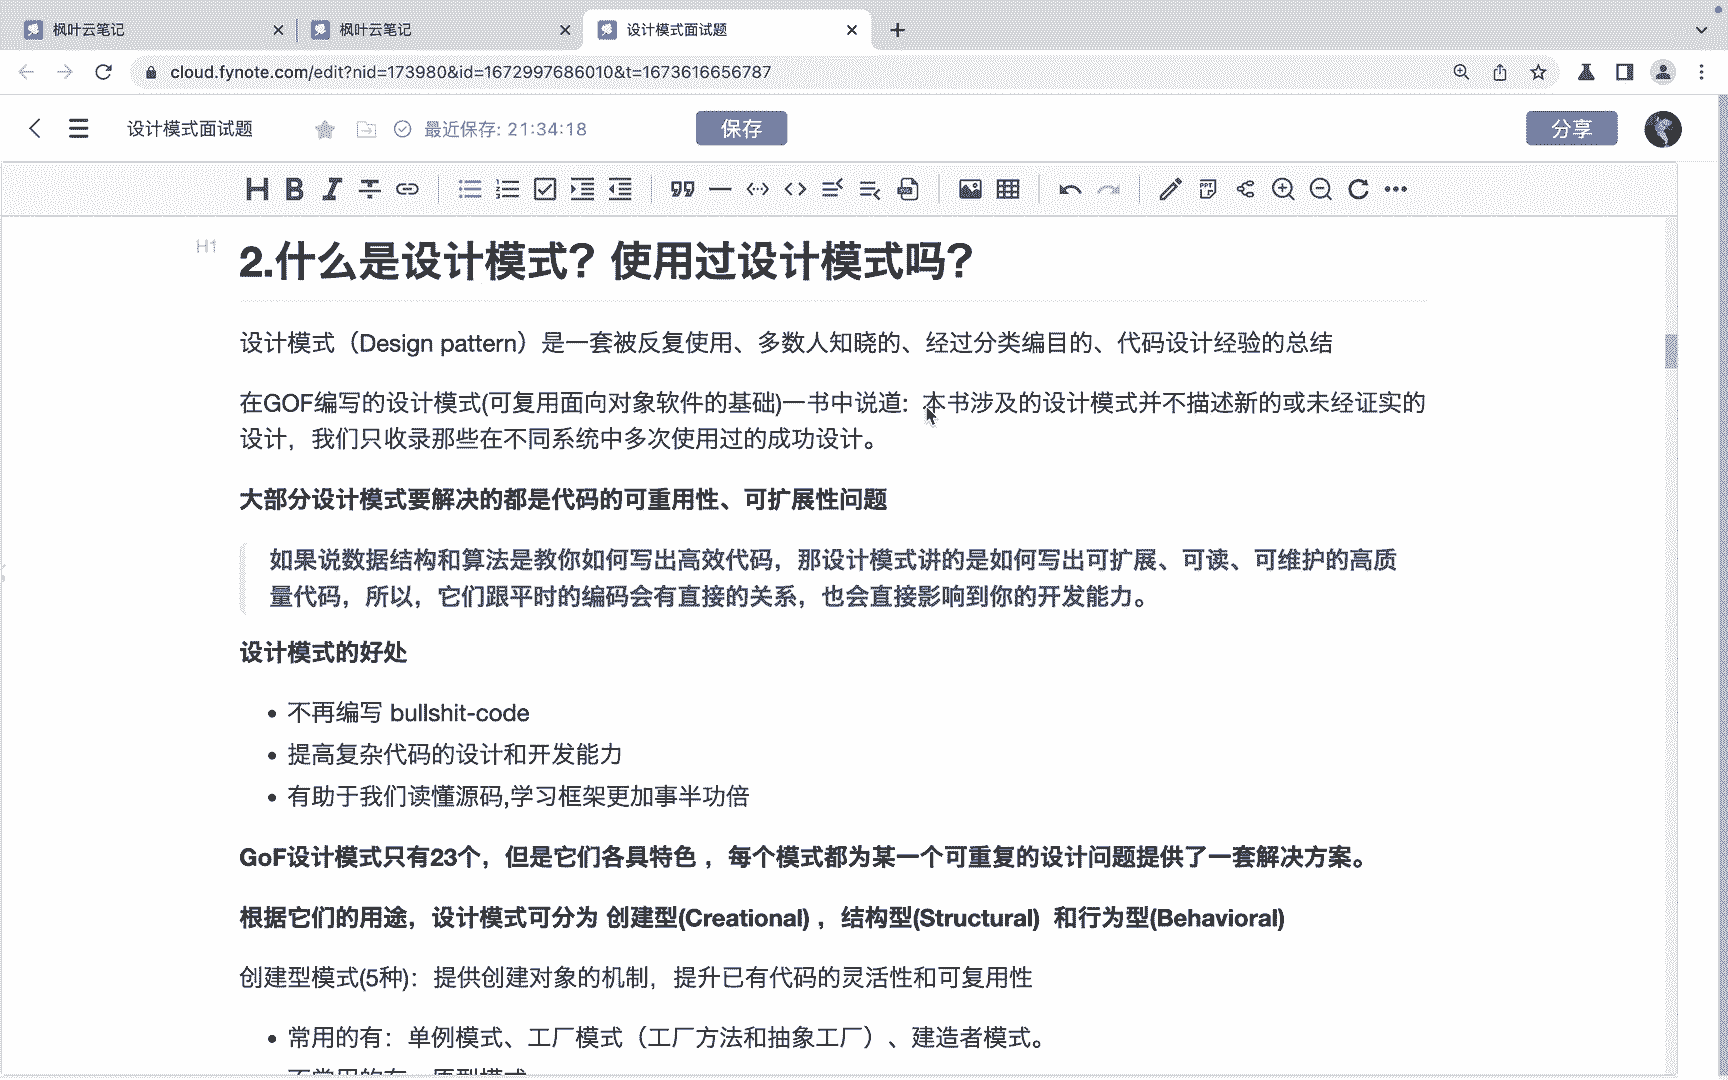 枫叶云笔记
枫叶云笔记
设计模式面试题
cloud.fynote.com/edit?nid=173980&id=1672997686010&t=1673616656787
设计模式面试题
最近保存: 21:34:18
保存
分享
H1
2.什么是设计模式？使用过设计模式吗？
设计模式（Design pattern）是一套被反复使用、多数人知晓的、经过分类编目的、代码设计经验的总结
在GOF编写的设计模式(可复用面向对象软件的基础)一书中说道：本书涉及的设计模式并不描述新的或未经证实的
设计，我们只收录那些在不同系统中多次使用过的成功设计。
大部分设计模式要解决的都是代码的可重用性、可扩展性问题
如果说数据结构和算法是教你如何写出高效代码，那设计模式讲的是如何写出可扩展、可读、可维护的高质
量代码，所以，它们跟平时的编码会有直接的关系，也会直接影响到你的开发能力。
设计模式的好处
不再编写 bullshit-code
提高复杂代码的设计和开发能力
有助于我们读懂源码,学习框架更加事半功倍
GoF设计模式只有23个，但是它们各具特色 ，每个模式都为某一个可重复的设计问题提供了一套解决方案。
根据它们的用途，设计模式可分为 创建型(Creational) ，结构型(Structural) 和行为型(Behavioral)
创建型模式(5种)：提供创建对象的机制，提升已有代码的灵活性和可复用性
常用的有：单例模式、工厂模式（工厂方法和抽象工厂）、建造者模式。
不常用的有：原型模式